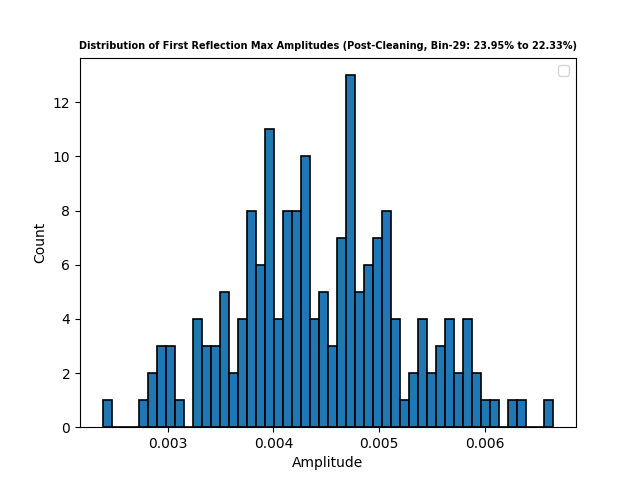 Distribution of First Reflection Max Amplitudes (Post-Cleaning, Bin-29: 23.95% to 22.33%)
12
10
8
6
4
2
0
Count
0.003 0.004 0.005 0.006
Amplitude